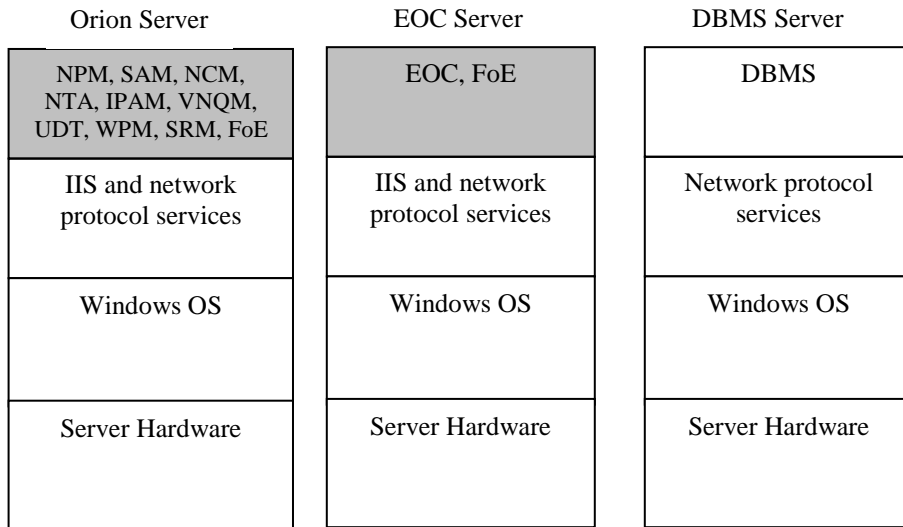 Orion Server
EOC Server
DBMS Server
NPM, SAM, NCM,
NTA, IPAM, VNQM,
UDT, WPM, SRM, FoE
EOC, FoE
DBMS
IIS and network
protocol services
IIS and network
protocol services
Network protocol
services
Windows OS
Windows OS
Windows OS
Server Hardware
Server Hardware
Server Hardware